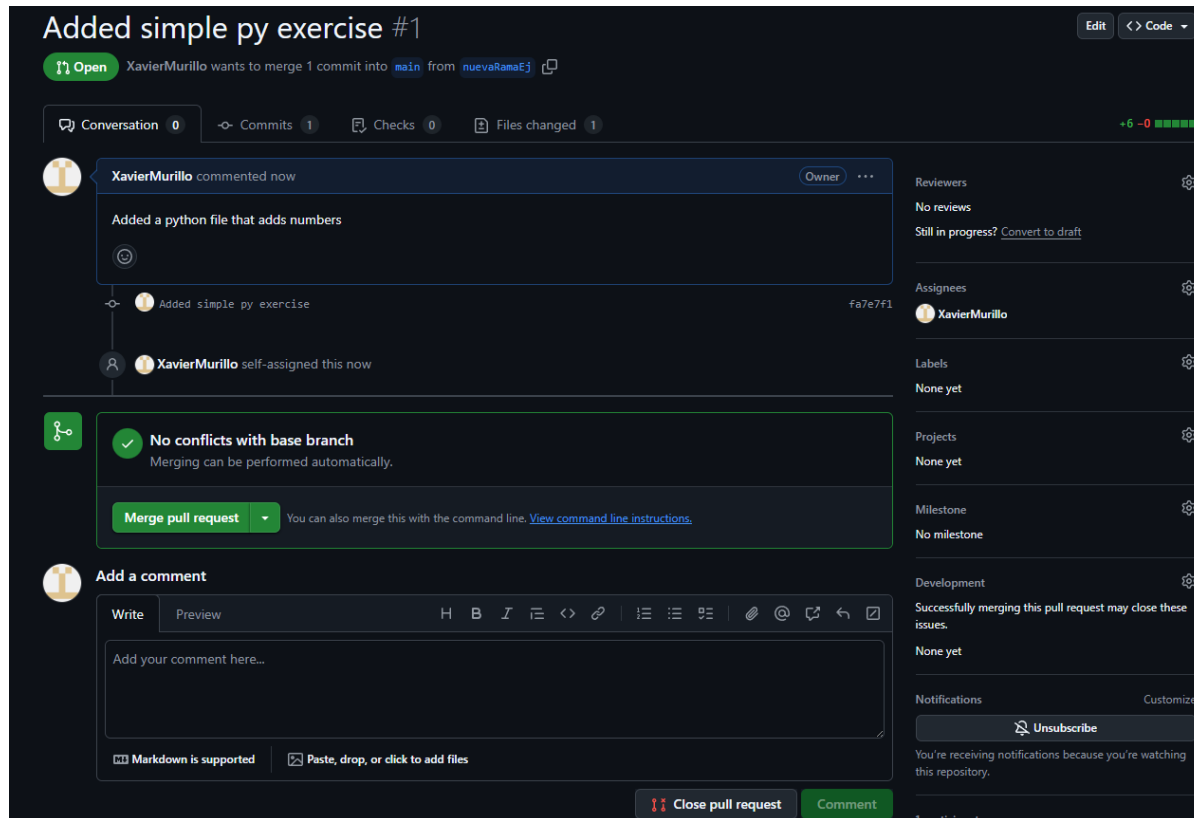 Added simple py exercise #1
Edit
<> Code
Open
XavierMurillo wants to merge 1 commit into main from nuevaRamaEj
Conversation 0
Commits 1
Checks 0
Files changed 1
+6 −0
XavierMurillo commented now
Owner
Added a python file that adds numbers
Added simple py exercise
fa7e7f1
XavierMurillo self-assigned this now
No conflicts with base branch
Merging can be performed automatically.
Merge pull request
You can also merge this with the command line. View command line instructions.
Add a comment
Write
Preview
Add your comment here...
Markdown is supported
Paste, drop, or click to add files
Close pull request
Comment
Reviewers
No reviews
Still in progress? Convert to draft
Assignees
XavierMurillo
Labels
None yet
Projects
None yet
Milestone
No milestone
Development
Successfully merging this pull request may close these
issues.
None yet
Notifications
Customize
Unsubscribe
You're receiving notifications because you're watching
this repository.